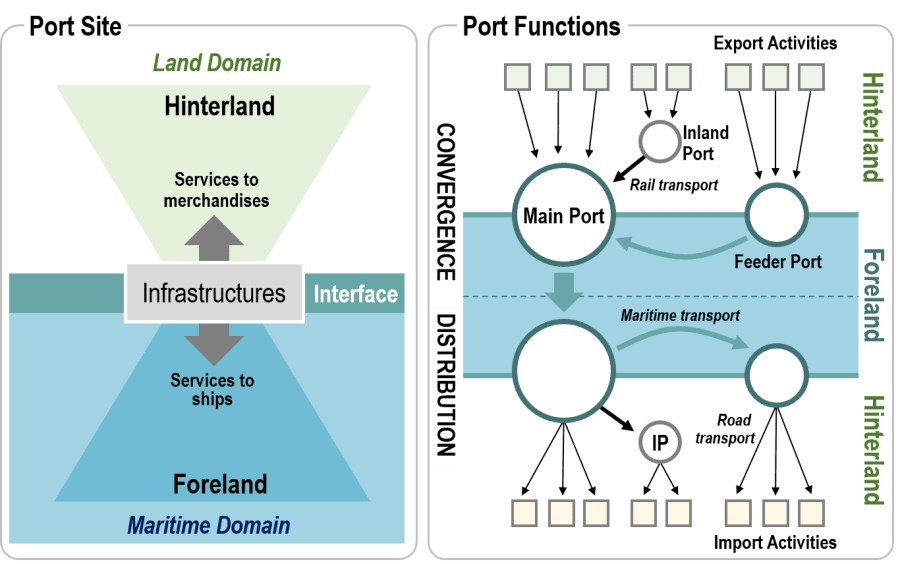 Port Site
Land Domain
Hinterland
Services to
merchandises
Infrastructures
Interface
Services to
ships
Foreland
Maritime Domain
Port Functions
Export Activities
CONVERGENCE
DISTRIBUTION
Inland
Port
Rail transport
Main Port
Feeder Port
Maritime transport
IP
Road
transport
Import Activities
Hinterland
Foreland
Hinterland